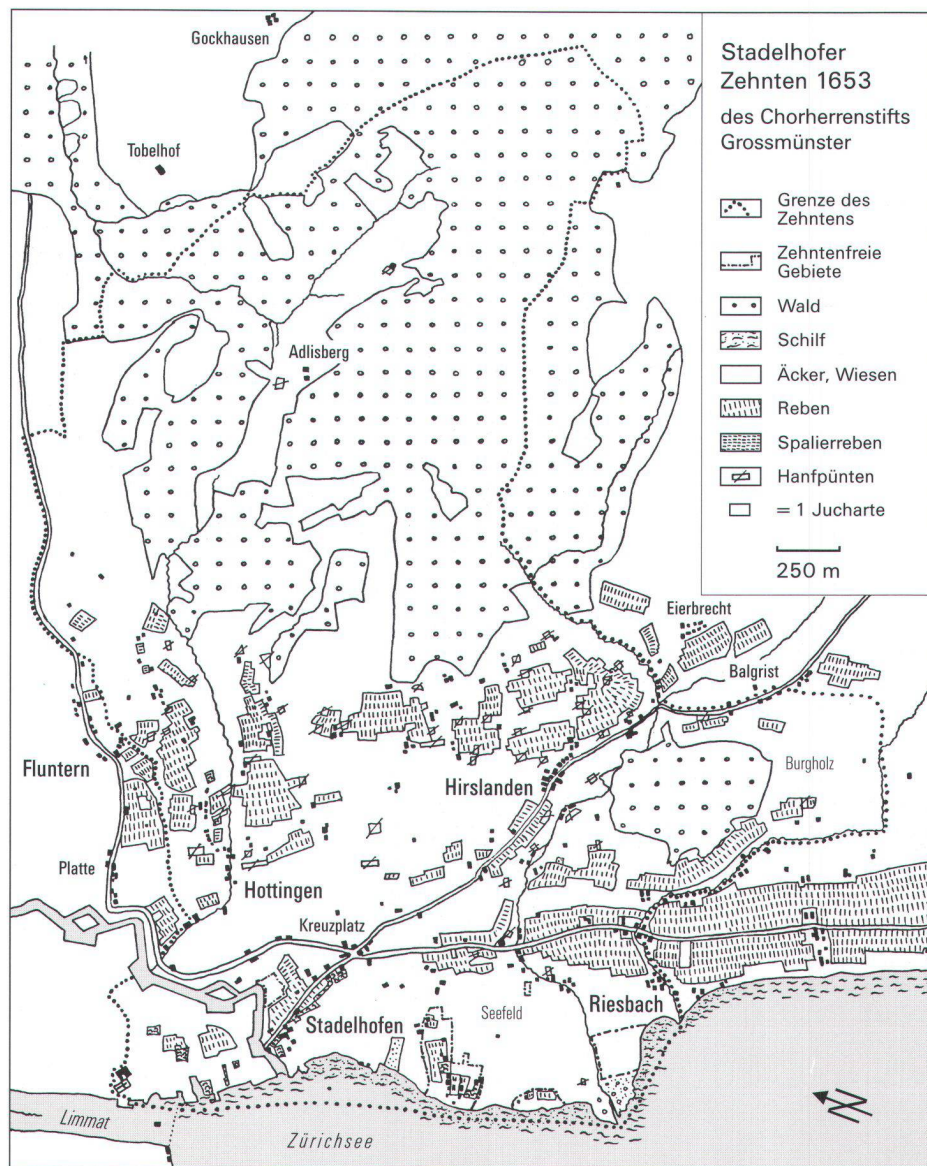 Stadelhofer
Zehnten 1653
des Chorherrenstifts
Grossmünster
Grenze des
Zehntens
Zehntenfreie
Gebiete
Wald
Schilf
Äcker, Wiesen
Reben
Spalierreben
Hanfpünten
= 1 Jucharte
250 m
Gockhausen
Tobelhof
Adlisberg
Eierbrecht
Balgrist
Fluntern
Hirslanden
Burgholz
Platte
Hottingen
Kreuzplatz
Stadelhofen
Seefeld
Riesbach
Limmat
Zürichsee
N